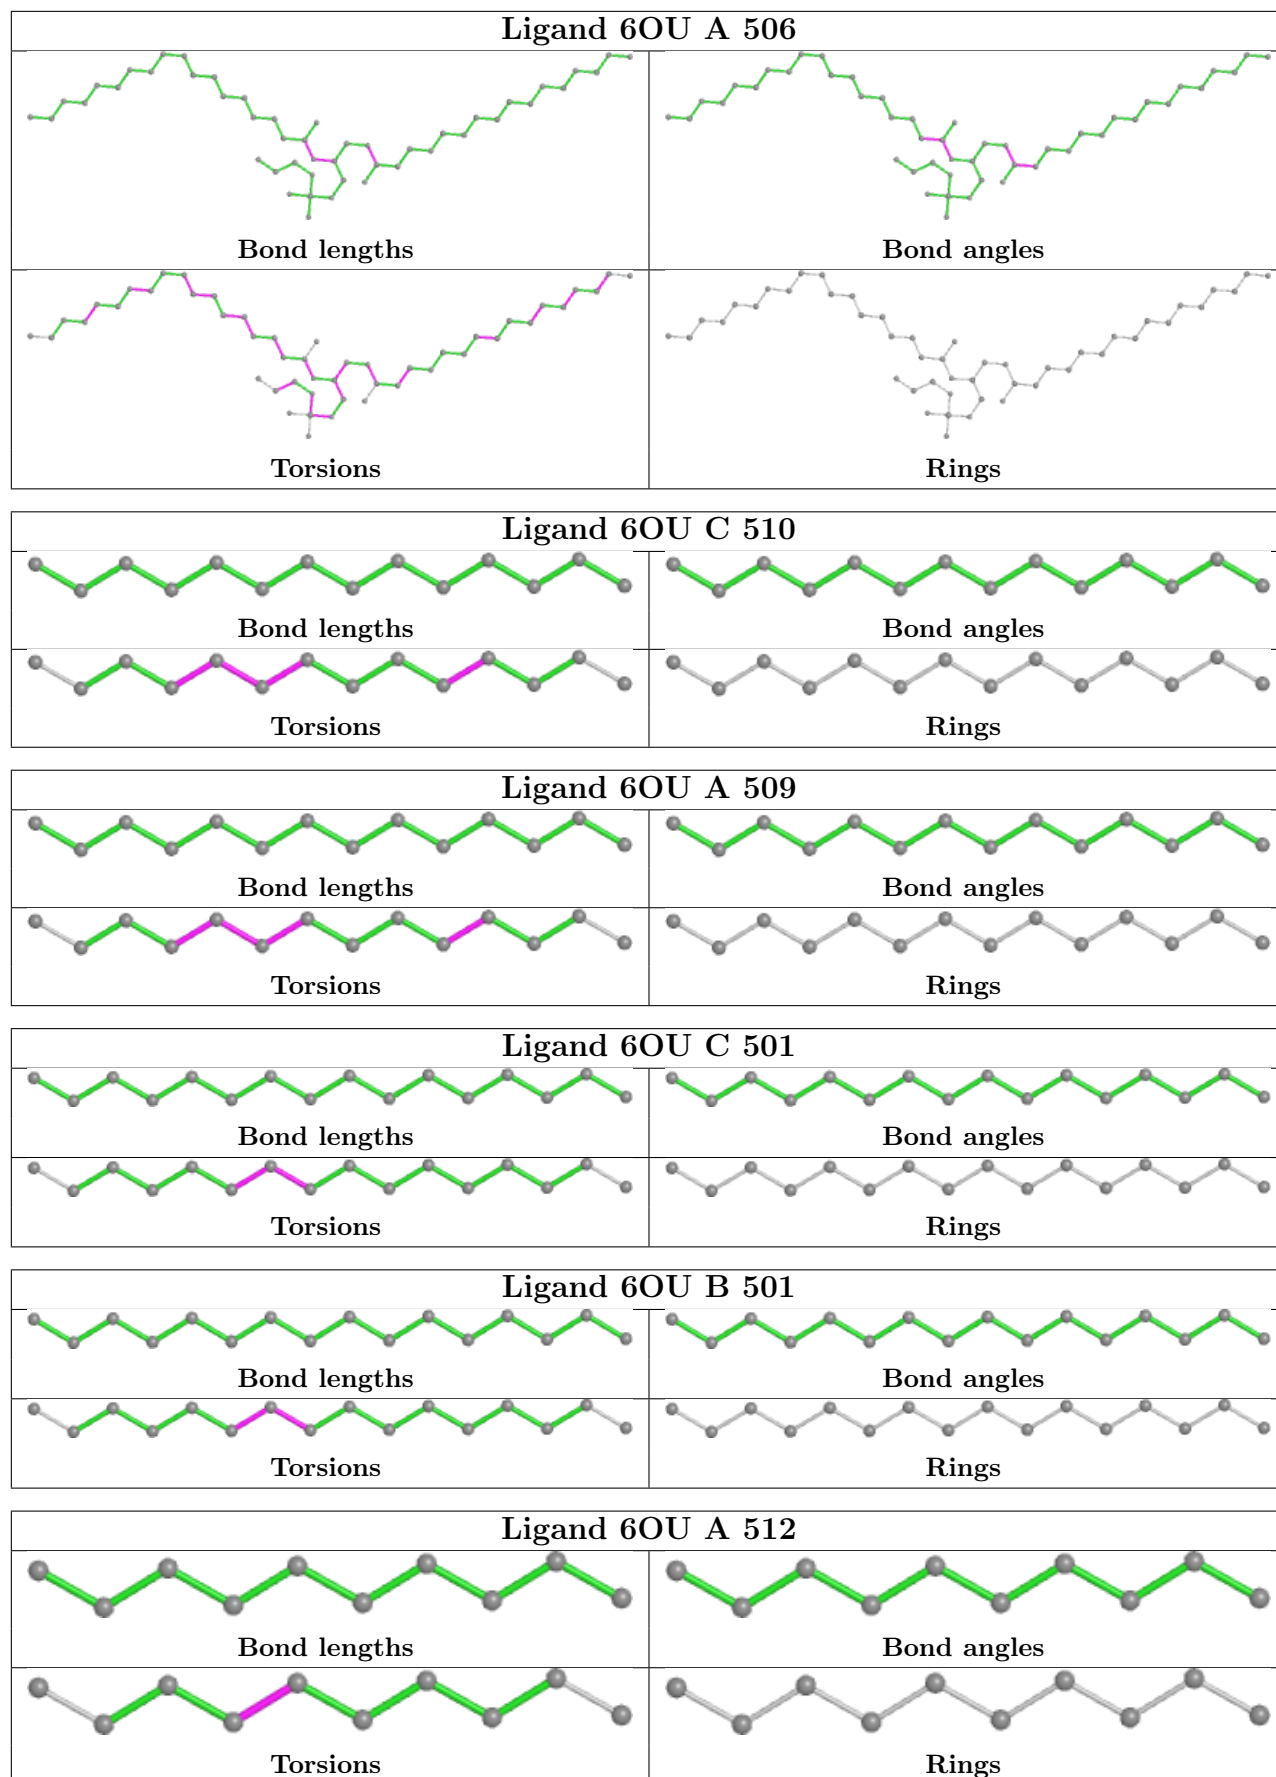 Ligand 6OU A 506
Bond lengths Bond angles
Torsions Rings
Ligand 6OU C 510
Bond lengths Bond angles
Torsions Rings
Ligand 6OU A 509
Bond lengths Bond angles
Torsions Rings
Ligand 6OU C 501
Bond lengths Bond angles
Torsions Rings
Ligand 6OU B 501
Bond lengths Bond angles
Torsions Rings
Ligand 6OU A 512
Bond lengths Bond angles
Torsions Rings